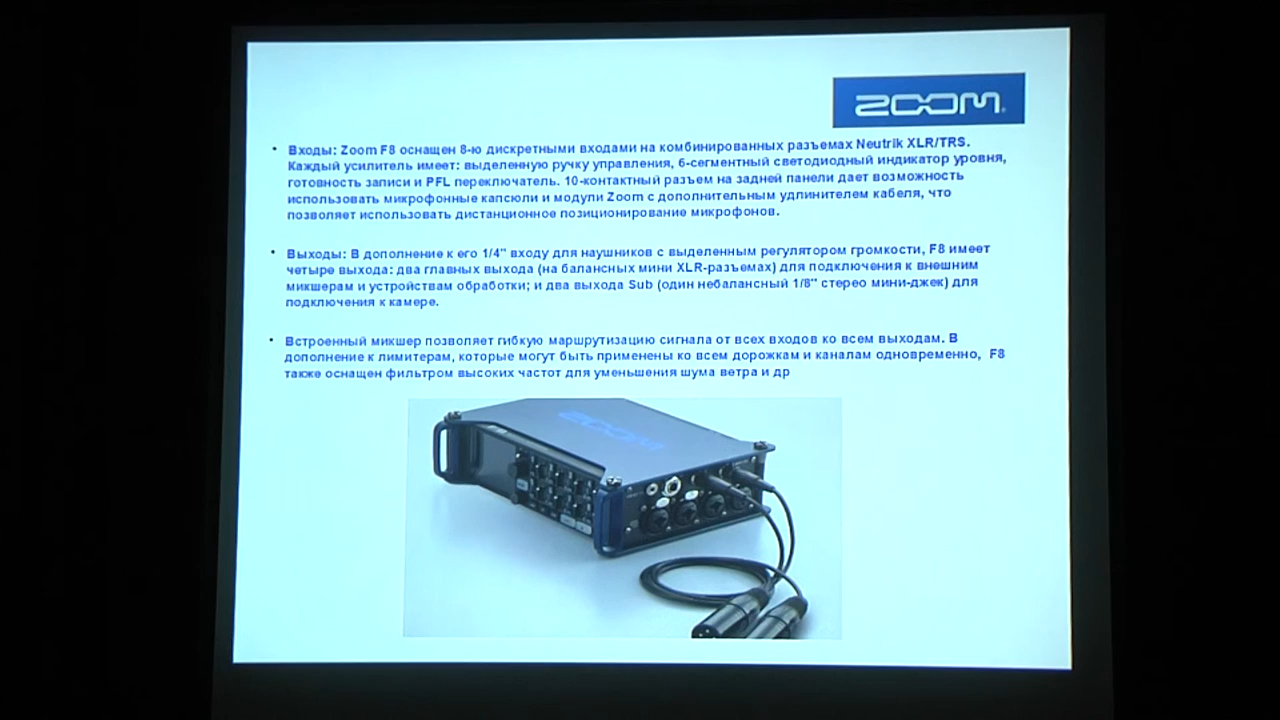 ZOOM
• Входы: Zoom F8 оснащен 8-ю дискретными входами на комбинированных разъемах Neutrik XLR/TRS.
Каждый усилитель имеет: выделенную ручку управления, 6-сегментный светодиодный индикатор уровня,
готовность записи и PFL переключатель. 10-контактный разъем на задней панели дает возможность
использовать микрофонные капсюли и модули Zoom с дополнительным удлинителем кабеля, что
позволяет использовать дистанционное позиционирование микрофонов.
• Выходы: В дополнение к его 1/4" входу для наушников с выделенным регулятором громкости, F8 имеет
четыре выхода: два главных выхода (на балансных мини XLR-разъемах) для подключения к внешним
микшерам и устройствам обработки; и два выхода Sub (один небалансный 1/8" стерео мини-джек) для
подключения к камере.
• Встроенный микшер позволяет гибкую маршрутизацию сигнала от всех входов ко всем выходам. В
дополнение к лимитерам, которые могут быть применены ко всем дорожкам и каналам одновременно, F8
также оснащен фильтром высоких частот для уменьшения шума ветра и др
ZOOM